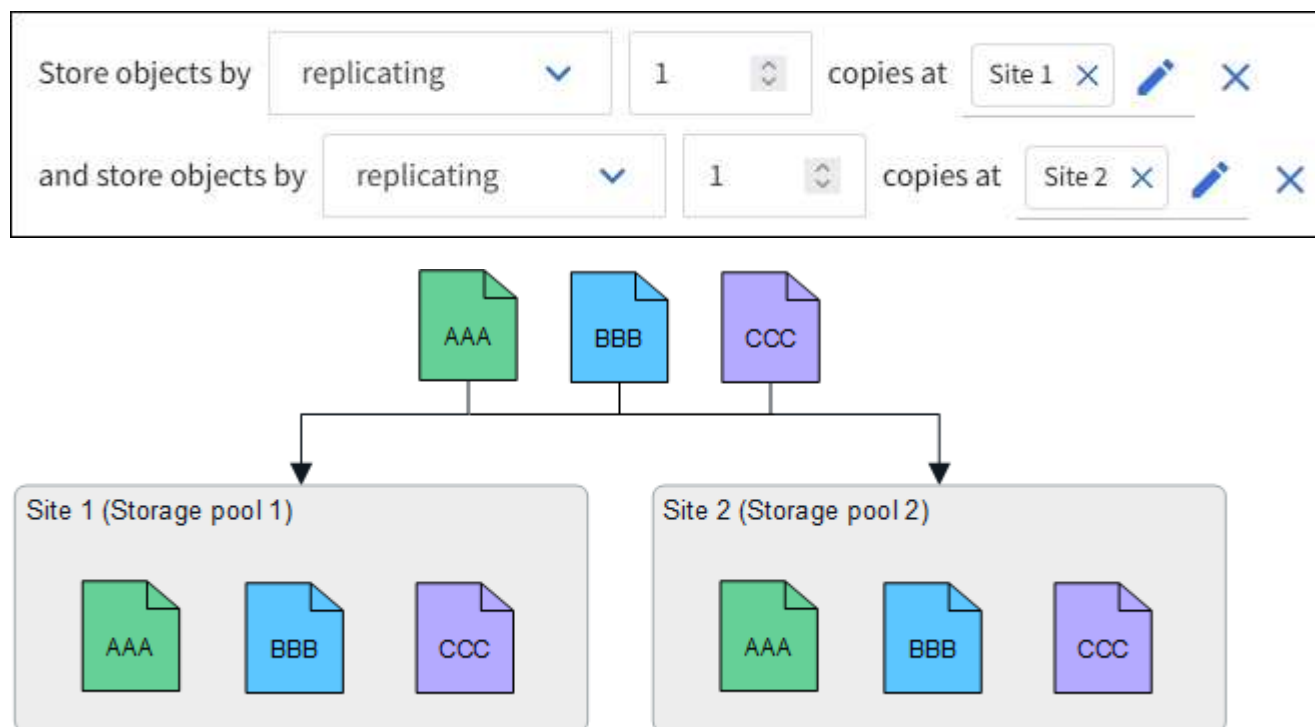 Store objects by replicating 1 copies at Site 1
and store objects by replicating 1 copies at Site 2
AAA BBB CCC
Site 1 (Storage pool 1) Site 2 (Storage pool 2)
AAA BBB CCC AAA BBB CCC